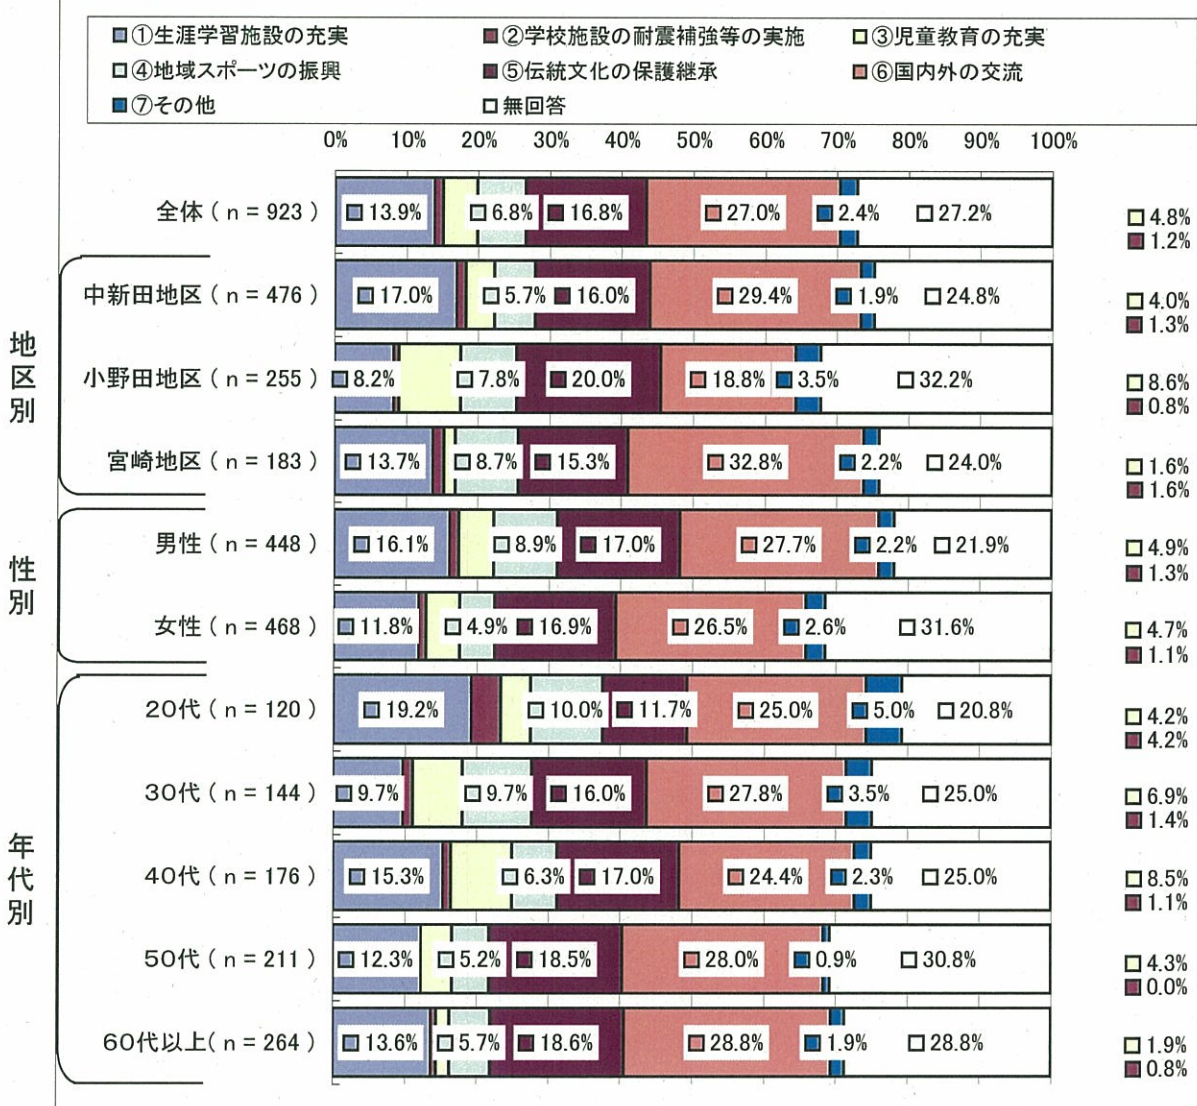 ①生涯学習施設の充実 ②学校施設の耐震補強等の実施 ③児童教育の充実
④地域スポーツの振興 ⑤伝統文化の保護継承 ⑥国内外の交流
⑦その他 無回答
0% 10% 20% 30% 40% 50% 60% 70% 80% 90% 100%
全体(n=923) 13.9% 6.8% 16.8% 27.0% 2.4% 27.2% 4.8%
1.2%
地区別
中新田地区(n=476) 17.0% 5.7% 16.0% 29.4% 1.9% 24.8% 4.0%
1.3%
小野田地区(n=255) 8.2% 7.8% 20.0% 18.8% 3.5% 32.2% 8.6%
0.8%
宮崎地区(n=183) 13.7% 8.7% 15.3% 32.8% 2.2% 24.0% 1.6%
1.6%
性別
男性(n=448) 16.1% 8.9% 17.0% 27.7% 2.2% 21.9% 4.9%
1.3%
女性(n=468) 11.8% 4.9% 16.9% 26.5% 2.6% 31.6% 4.7%
1.1%
年代別
20代(n=120) 19.2% 10.0% 11.7% 25.0% 5.0% 20.8% 4.2%
4.2%
30代(n=144) 9.7% 9.7% 16.0% 27.8% 3.5% 25.0% 6.9%
1.4%
40代(n=176) 15.3% 6.3% 17.0% 24.4% 2.3% 25.0% 8.5%
1.1%
50代(n=211) 12.3% 5.2% 18.5% 28.0% 0.9% 30.8% 4.3%
0.0%
60代以上(n=264) 13.6% 5.7% 18.6% 28.8% 1.9% 28.8% 1.9%
0.8%